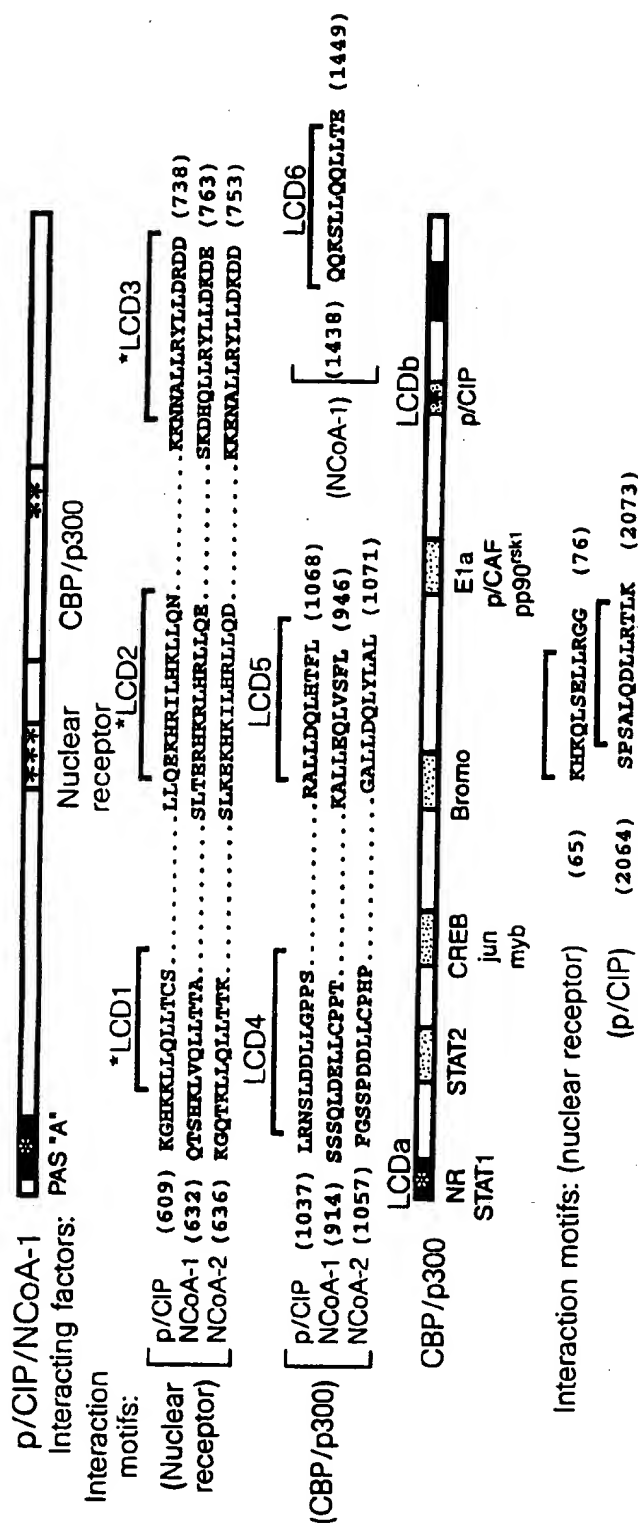 p/CIP/NCoA-1
Interacting factors: PAS "A" Nuclear receptor CBP/p300
Interaction motifs:
*LCD1 *LCD2 *LCD3
(Nuclear receptor)
p/CIP (609) KGHKKLLQLLTCS........LLQEKHRILHKLLQN........KKNNALLRYLLDRDD (738)
NCoA-1 (632) QTSHKLVQLLTTA........SLTERHKRLHRLLQE........SKDHQLLRYLLDKDE (763)
NCoA-2 (636) KGQTKLLQLLTTK........SLKEKHKILHRLLQD........KKENALLRYLLDKDD (753)
LCD4 LCD5 LCD6
(CBP/p300)
p/CIP (1037) LRNSLDDLLGPPS........RALLDQLHTFL (1068)
NCoA-1 (914) SSSQLDELLCPPT........KALLEQLVSFL (946)
NCoA-2 (1057) FGSSPDDLLCPHP........GALLDQLYLAL (1071)
(NCoA-1) (1438) QQKSLLQQLLTE (1449)
LCDa LCDb
CBP/p300
NR STAT1 STAT2 CREB jun myb Bromo E1a p/CAF pp90rsk1 p/CIP
Interaction motifs: (nuclear receptor) (65) KHKQLSELLRGG (76)
(p/CIP) (2064) SPSALQDLLRTLK (2073)